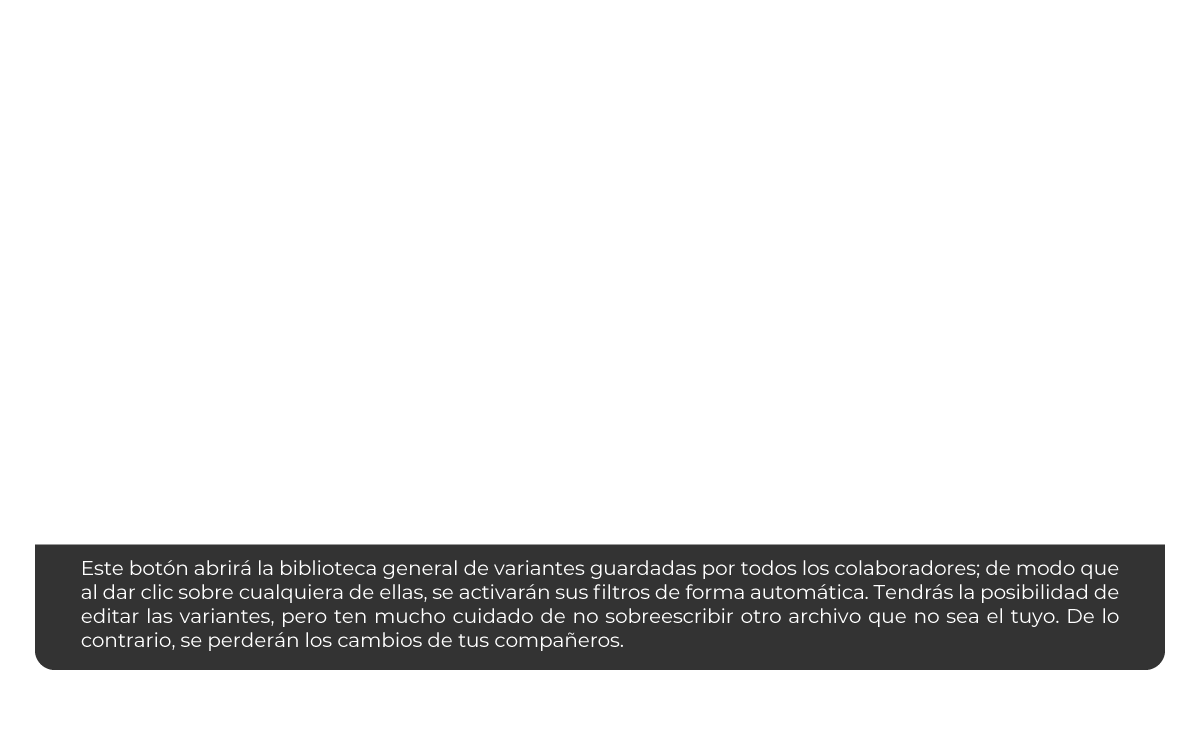 Este botón abrirá la biblioteca general de variantes guardadas por todos los colaboradores; de modo que
al dar clic sobre cualquiera de ellas, se activarán sus filtros de forma automática. Tendrás la posibilidad de
editar las variantes, pero ten mucho cuidado de no sobreescribir otro archivo que no sea el tuyo. De lo
contrario, se perderán los cambios de tus compañeros.